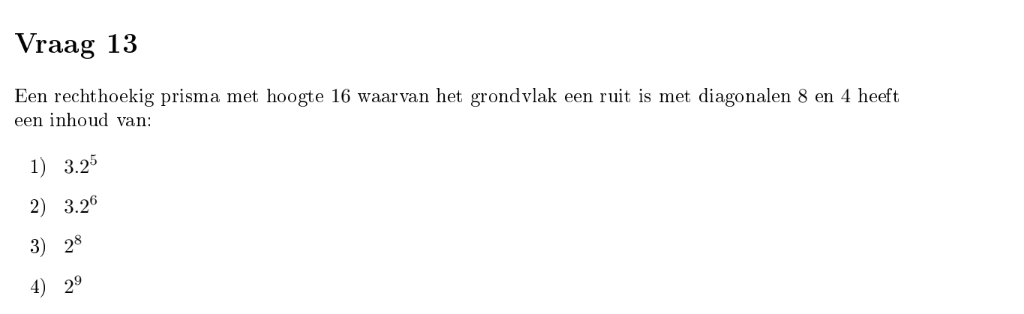 Vraag 13
Een rechthoekig prisma met hoogte 16 waarvan het grondvlak een ruit is met diagonalen 8 en 4 heeft
een inhoud van:
1) 3.2^5
2) 3.2^6
3) 2^8
4) 2^9